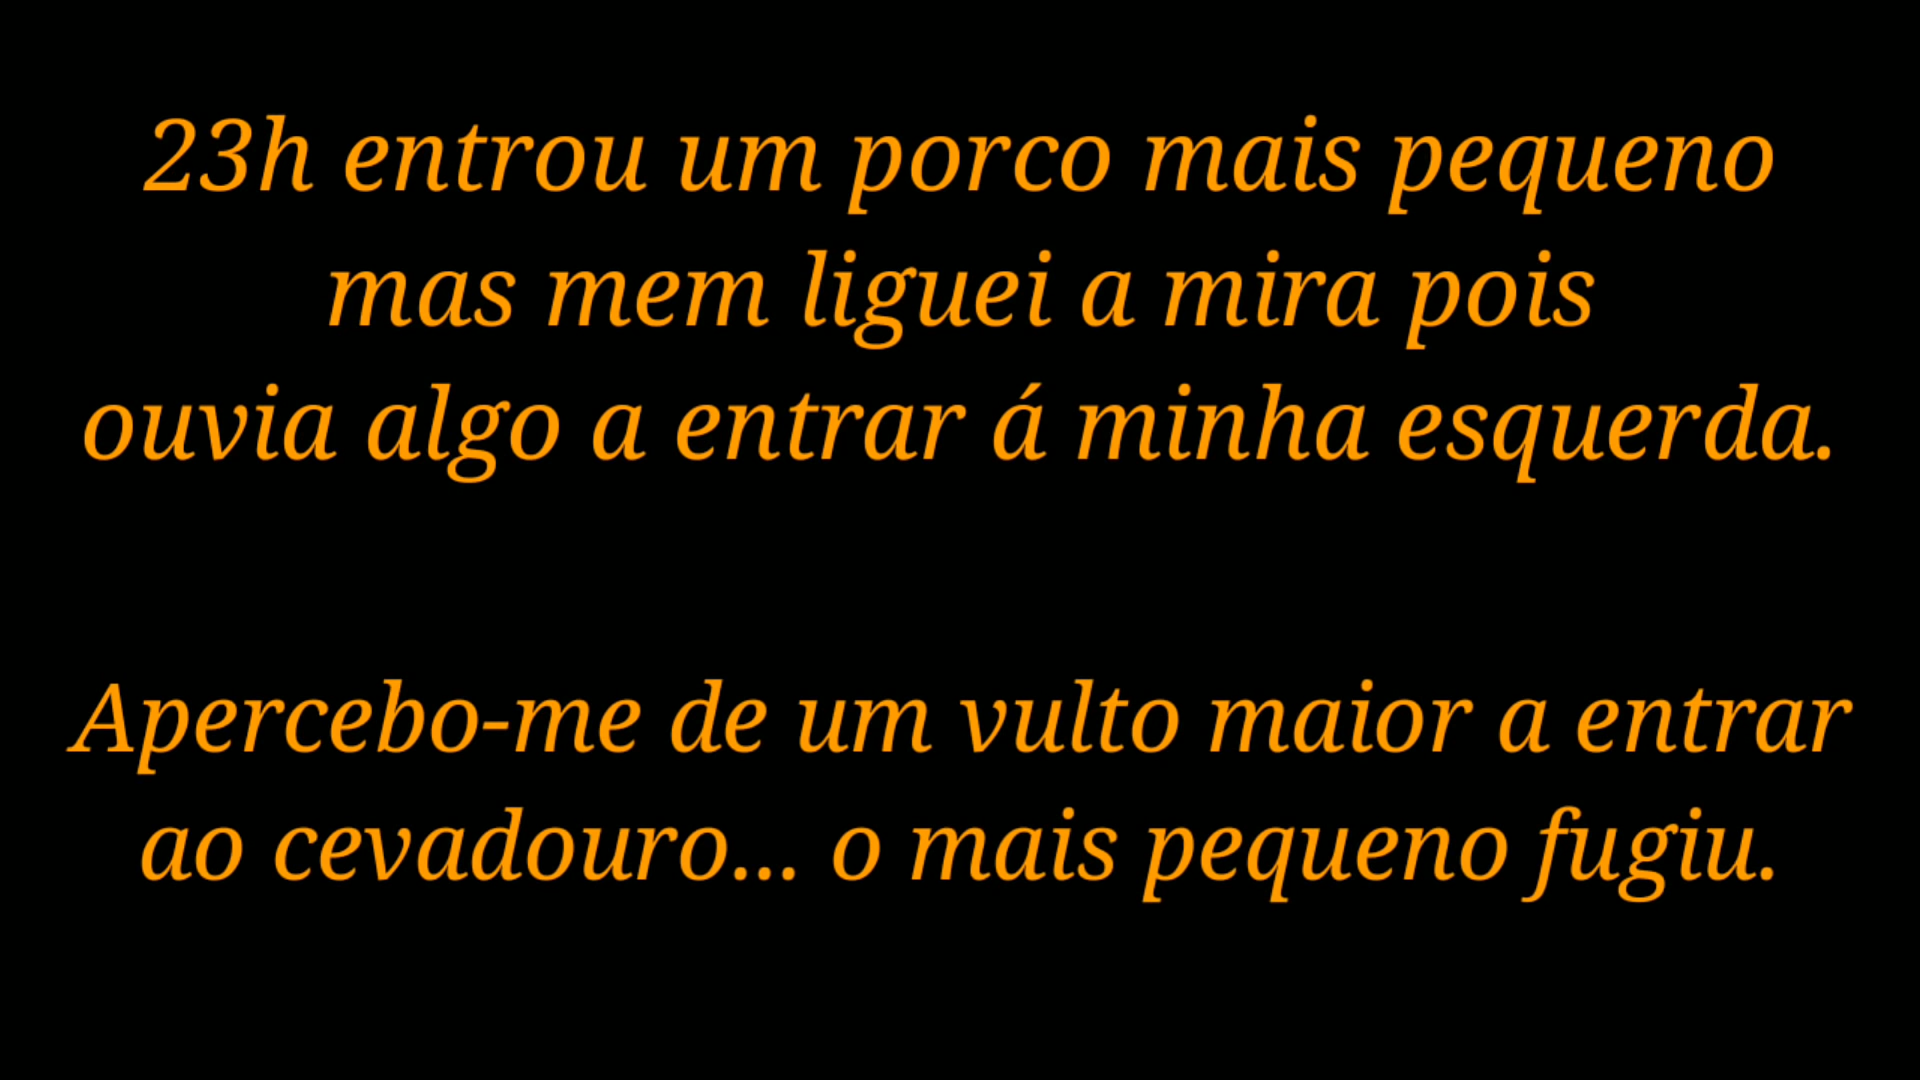 23h entrou um porco mais pequeno
mas mem liguei a mira pois
ouvia algo a entrar á minha esquerda.
Apercebo-me de um vulto maior a entrar
ao cevadouro... o mais pequeno fugiu.